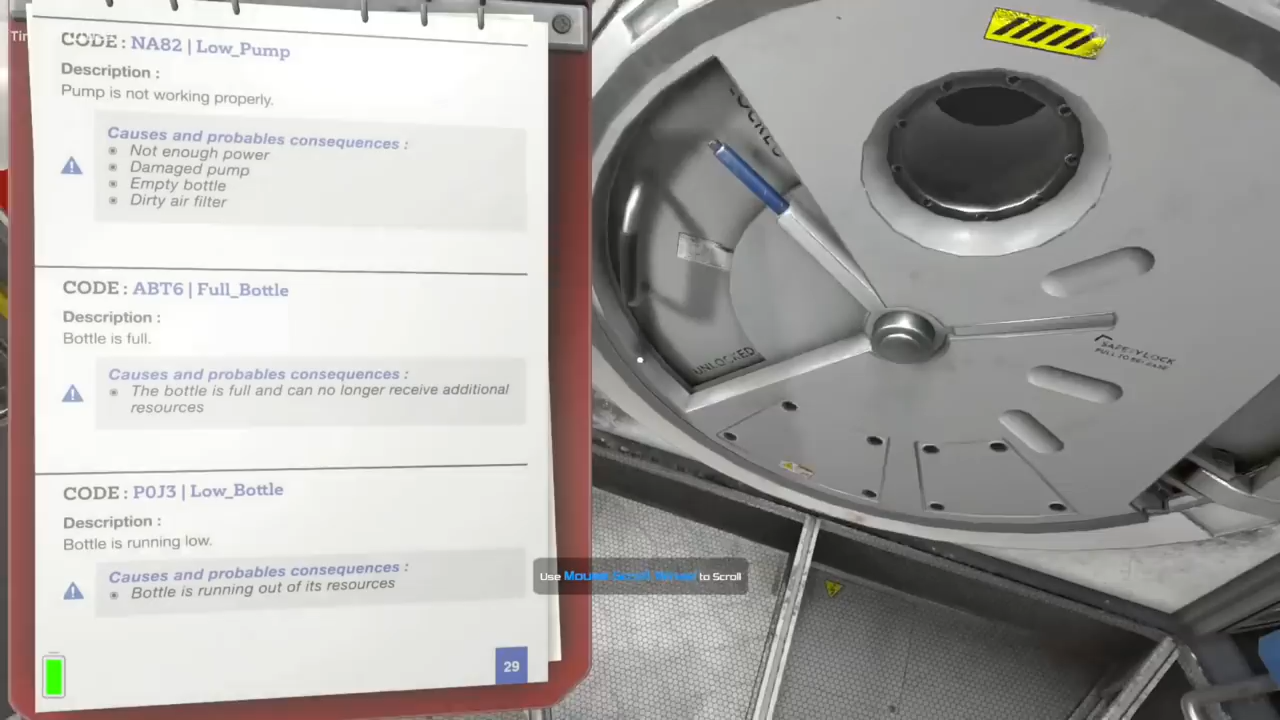 CODE : NA82 | Low_Pump
Description :
Pump is not working properly.
Causes and probables consequences :
Not enough power
Damaged pump
Empty bottle
Dirty air filter
CODE : ABT6 | Full_Bottle
Description :
Bottle is full.
Causes and probables consequences :
The bottle is full and can no longer receive additional
resources
CODE : P0J3 | Low_Bottle
Description :
Bottle is running low.
Causes and probables consequences :
Bottle is running out of its resources
29
UNLOCKED
SAFETY LOCK
PULL TO RELEASE
Use Mouse Scroll Wheel to Scroll